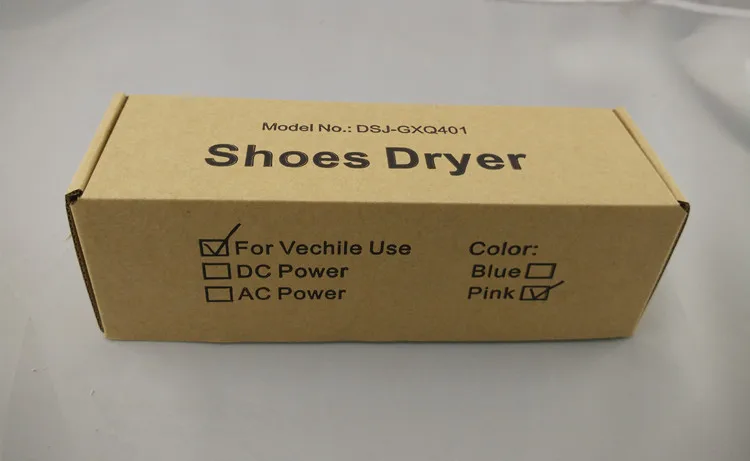 Model No.: DSJ-GXQ401
Shoes Dryer
For Vechile Use
DC Power
AC Power
Color:
Blue
Pink